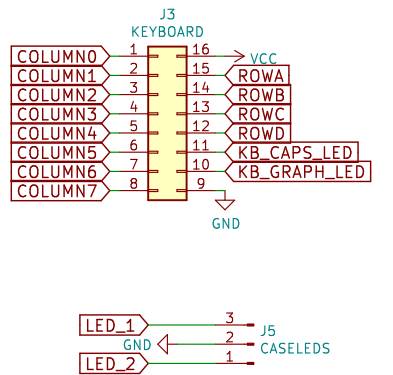 J3
KEYBOARD
COLUMN0 1 16 VCC
COLUMN1 2 15 ROWA
COLUMN2 3 14 ROWB
COLUMN3 4 13 ROWC
COLUMN4 5 12 ROWD
COLUMN5 6 11 KB_CAPS_LED
COLUMN6 7 10 KB_GRAPH_LED
COLUMN7 8 9
GND
LED_1 3 J5
GND 2 CASELEDS
LED_2 1